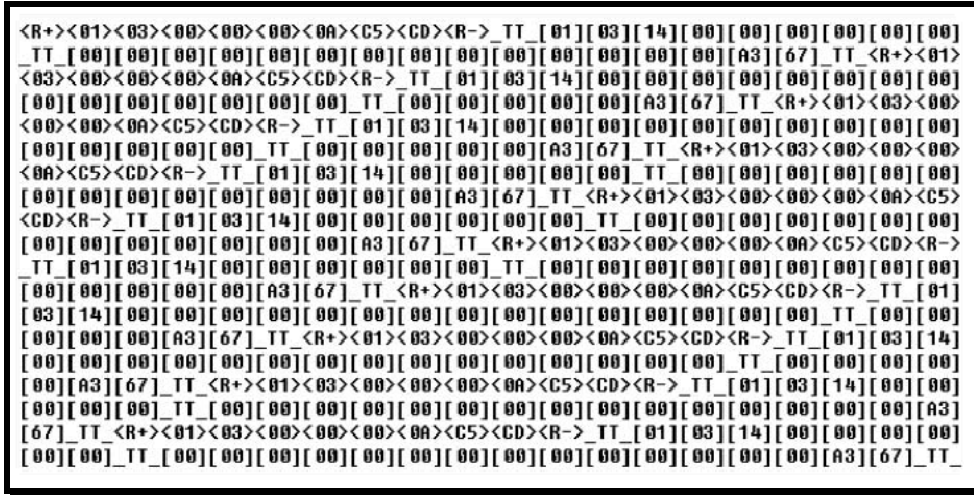 <R+><01><03><00><00><00><0A><C5><CD><R->_TT_[01][03][14][00][00][00][00][00][00]
_TT_[00][00][00][00][00][00][00][00][00][00][00][00][00][00][A3][67]_TT_<R+><01>
<03><00><00><00><0A><C5><CD><R->_TT_[01][03][14][00][00][00][00][00][00][00][00]
[00][00][00][00][00][00][00]_TT_[00][00][00][00][00][A3][67]_TT_<R+><01><03><00>
<00><00><0A><C5><CD><R->_TT_[01][03][14][00][00][00][00][00][00][00][00][00][00]
[00][00][00][00][00]_TT_[00][00][00][00][00][A3][67]_TT_<R+><01><03><00><00><00>
<0A><C5><CD><R->_TT_[01][03][14][00][00][00][00][00]_TT_[00][00][00][00][00][00]
[00][00][00][00][00][00][00][00][00][A3][67]_TT_<R+><01><03><00><00><00><0A><C5>
<CD><R->_TT_[01][03][14][00][00][00][00][00][00]_TT_[00][00][00][00][00][00][00]
[00][00][00][00][00][00][00][A3][67]_TT_<R+><01><03><00><00><00><0A><C5><CD><R->
_TT_[01][03][14][00][00][00][00][00][00]_TT_[00][00][00][00][00][00][00][00][00]
[00][00][00][00][00][A3][67]_TT_<R+><01><03><00><00><00><0A><C5><CD><R->_TT_[01]
[03][14][00][00][00][00][00][00][00][00][00][00][00][00][00][00][00]_TT_[00][00]
[00][00][00][A3][67]_TT_<R+><01><03><00><00><00><0A><C5><CD><R->_TT_[01][03][14]
[00][00][00][00][00][00][00][00][00][00][00][00][00][00][00]_TT_[00][00][00][00]
[00][A3][67]_TT_<R+><01><03><00><00><00><0A><C5><CD><R->_TT_[01][03][14][00][00]
[00][00][00]_TT_[00][00][00][00][00][00][00][00][00][00][00][00][00][00][00][A3]
[67]_TT_<R+><01><03><00><00><00><0A><C5><CD><R->_TT_[01][03][14][00][00][00][00]
[00][00]_TT_[00][00][00][00][00][00][00][00][00][00][00][00][00][00][A3][67]_TT_